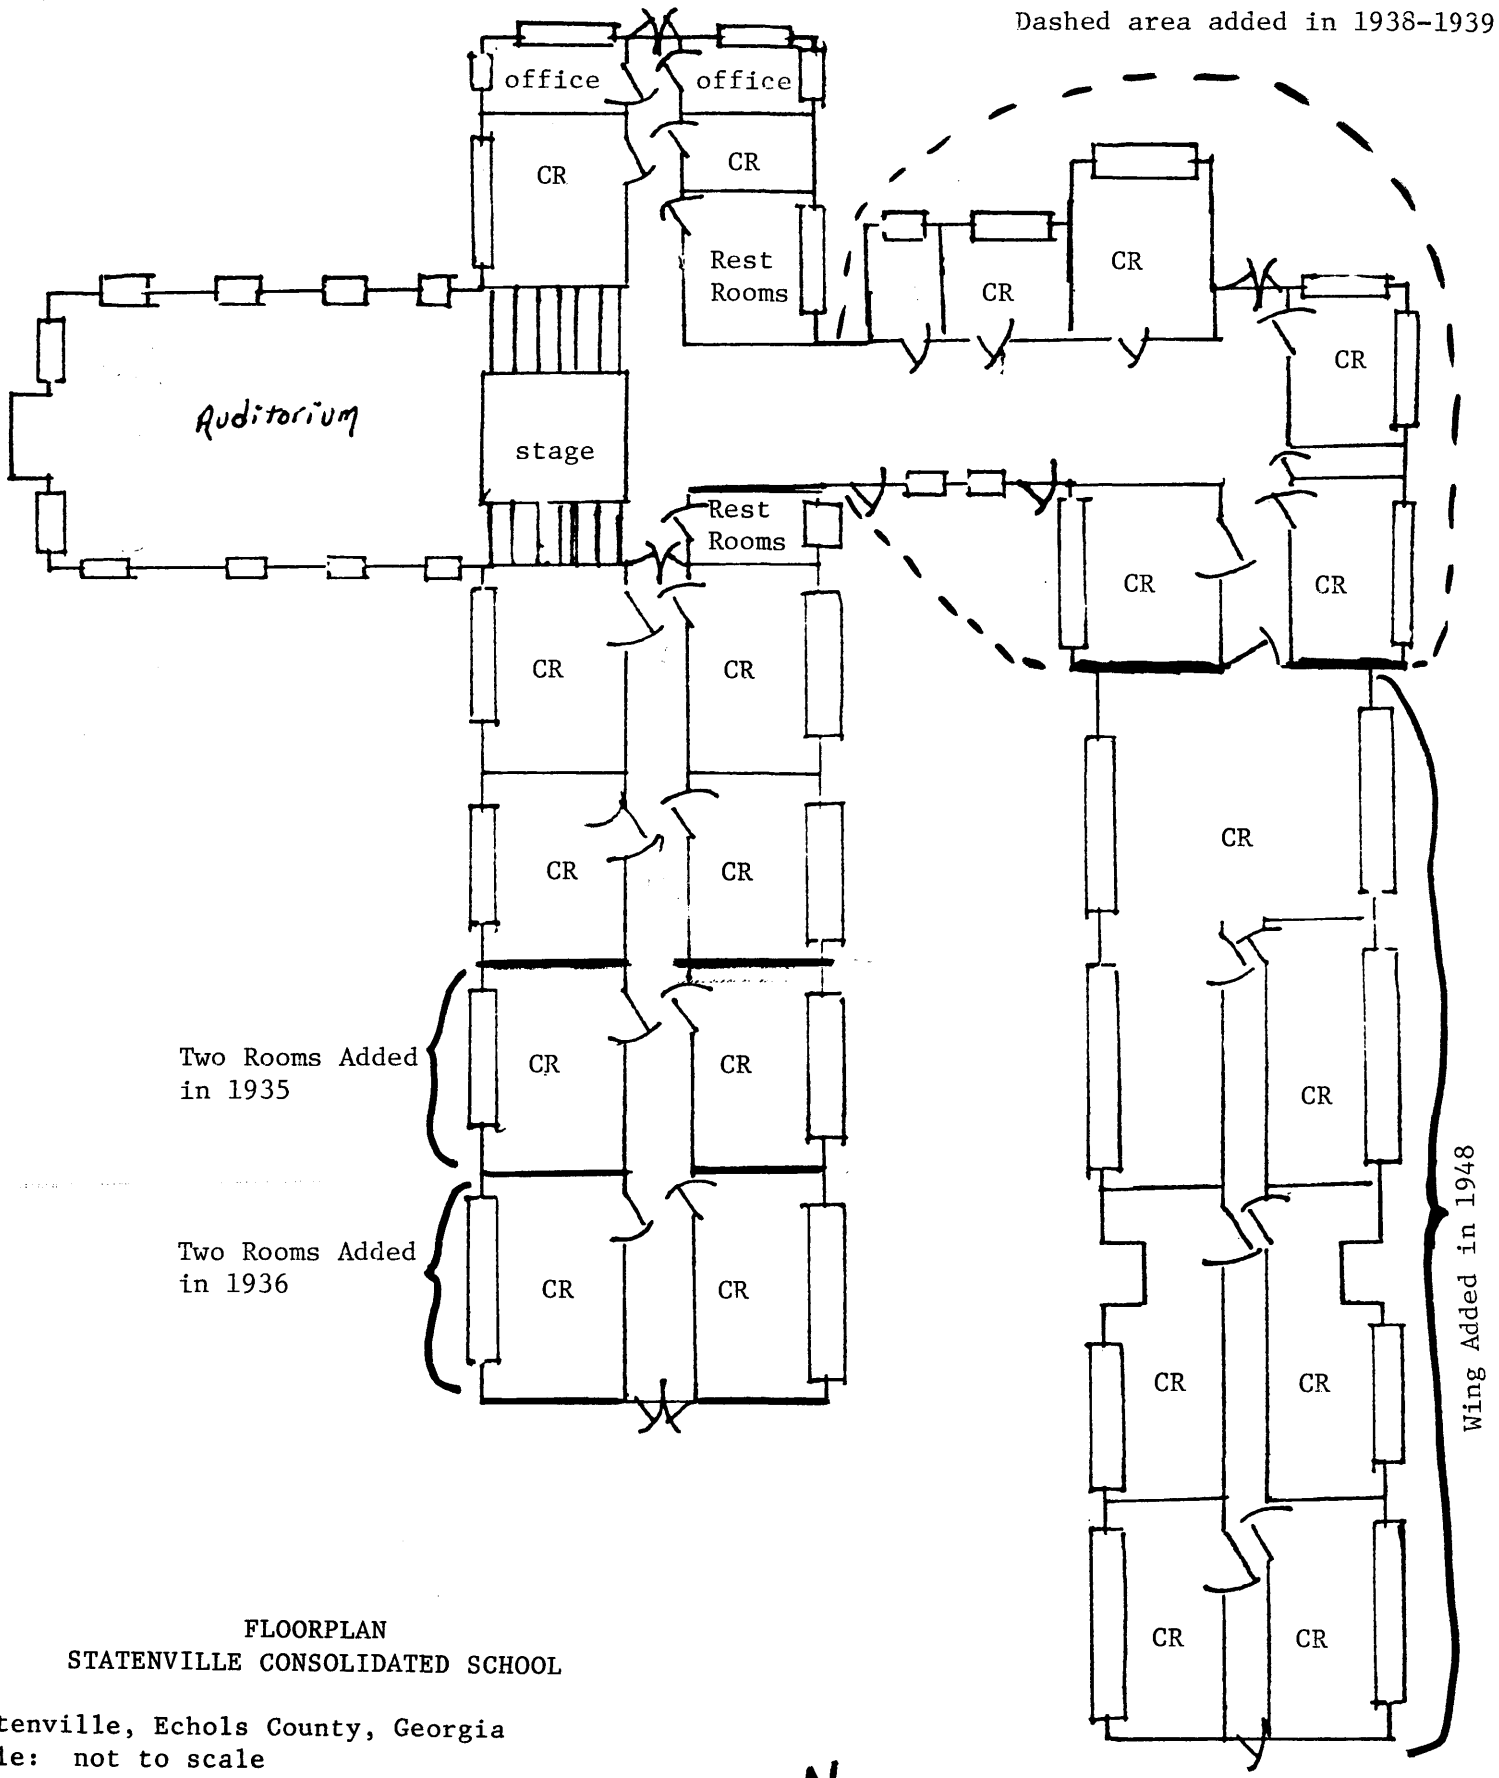 Dashed area added in 1938-1939
office
office
CR
CR
Rest
Rooms
CR
CR
CR
Auditorium
stage
Rest
Rooms
CR
CR
CR
CR
CR
CR
CR
Two Rooms Added
in 1935
CR
CR
CR
Two Rooms Added
in 1936
CR
CR
CR
CR
Wing Added in 1948
CR
CR
FLOORPLAN
STATENVILLE CONSOLIDATED SCHOOL
tenville, Echols County, Georgia
le: not to scale
N